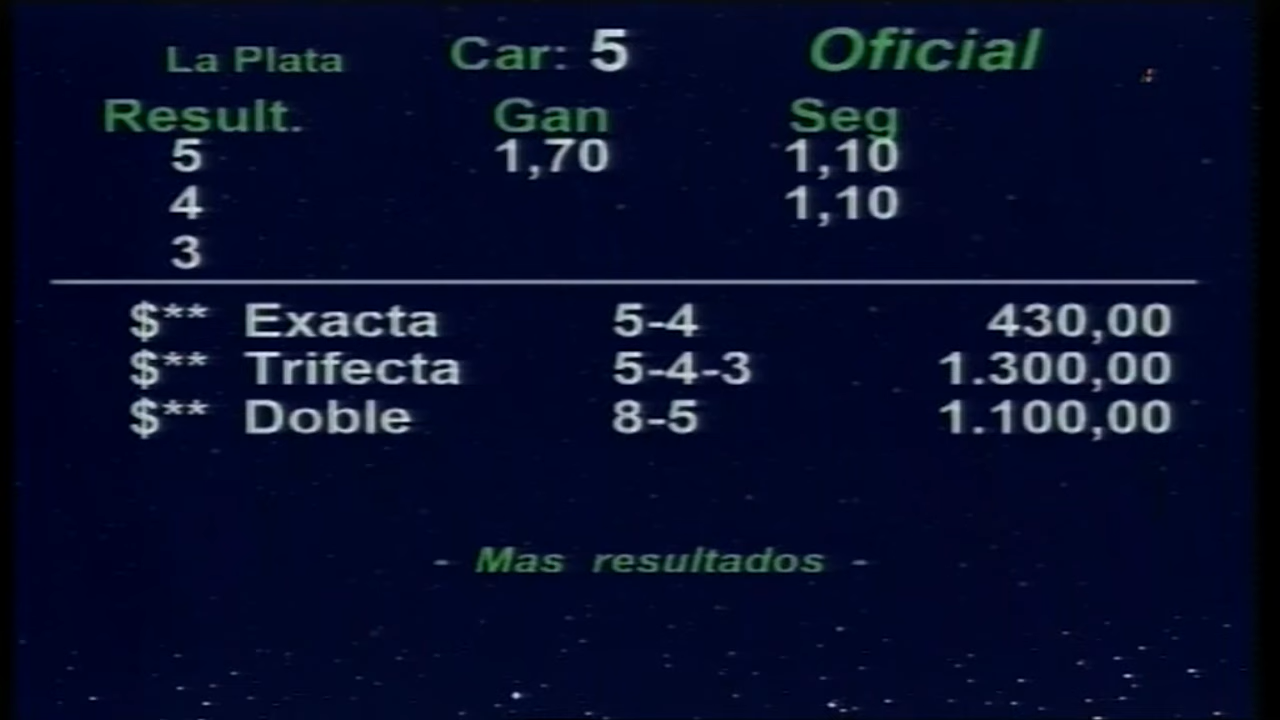 La Plata Car: 5 Oficial
Result. Gan Seg
5 1,70 1,10
4 1,10
3
$** Exacta 5-4 430,00
$** Trifecta 5-4-3 1.300,00
$** Doble 8-5 1.100,00
- Mas resultados -